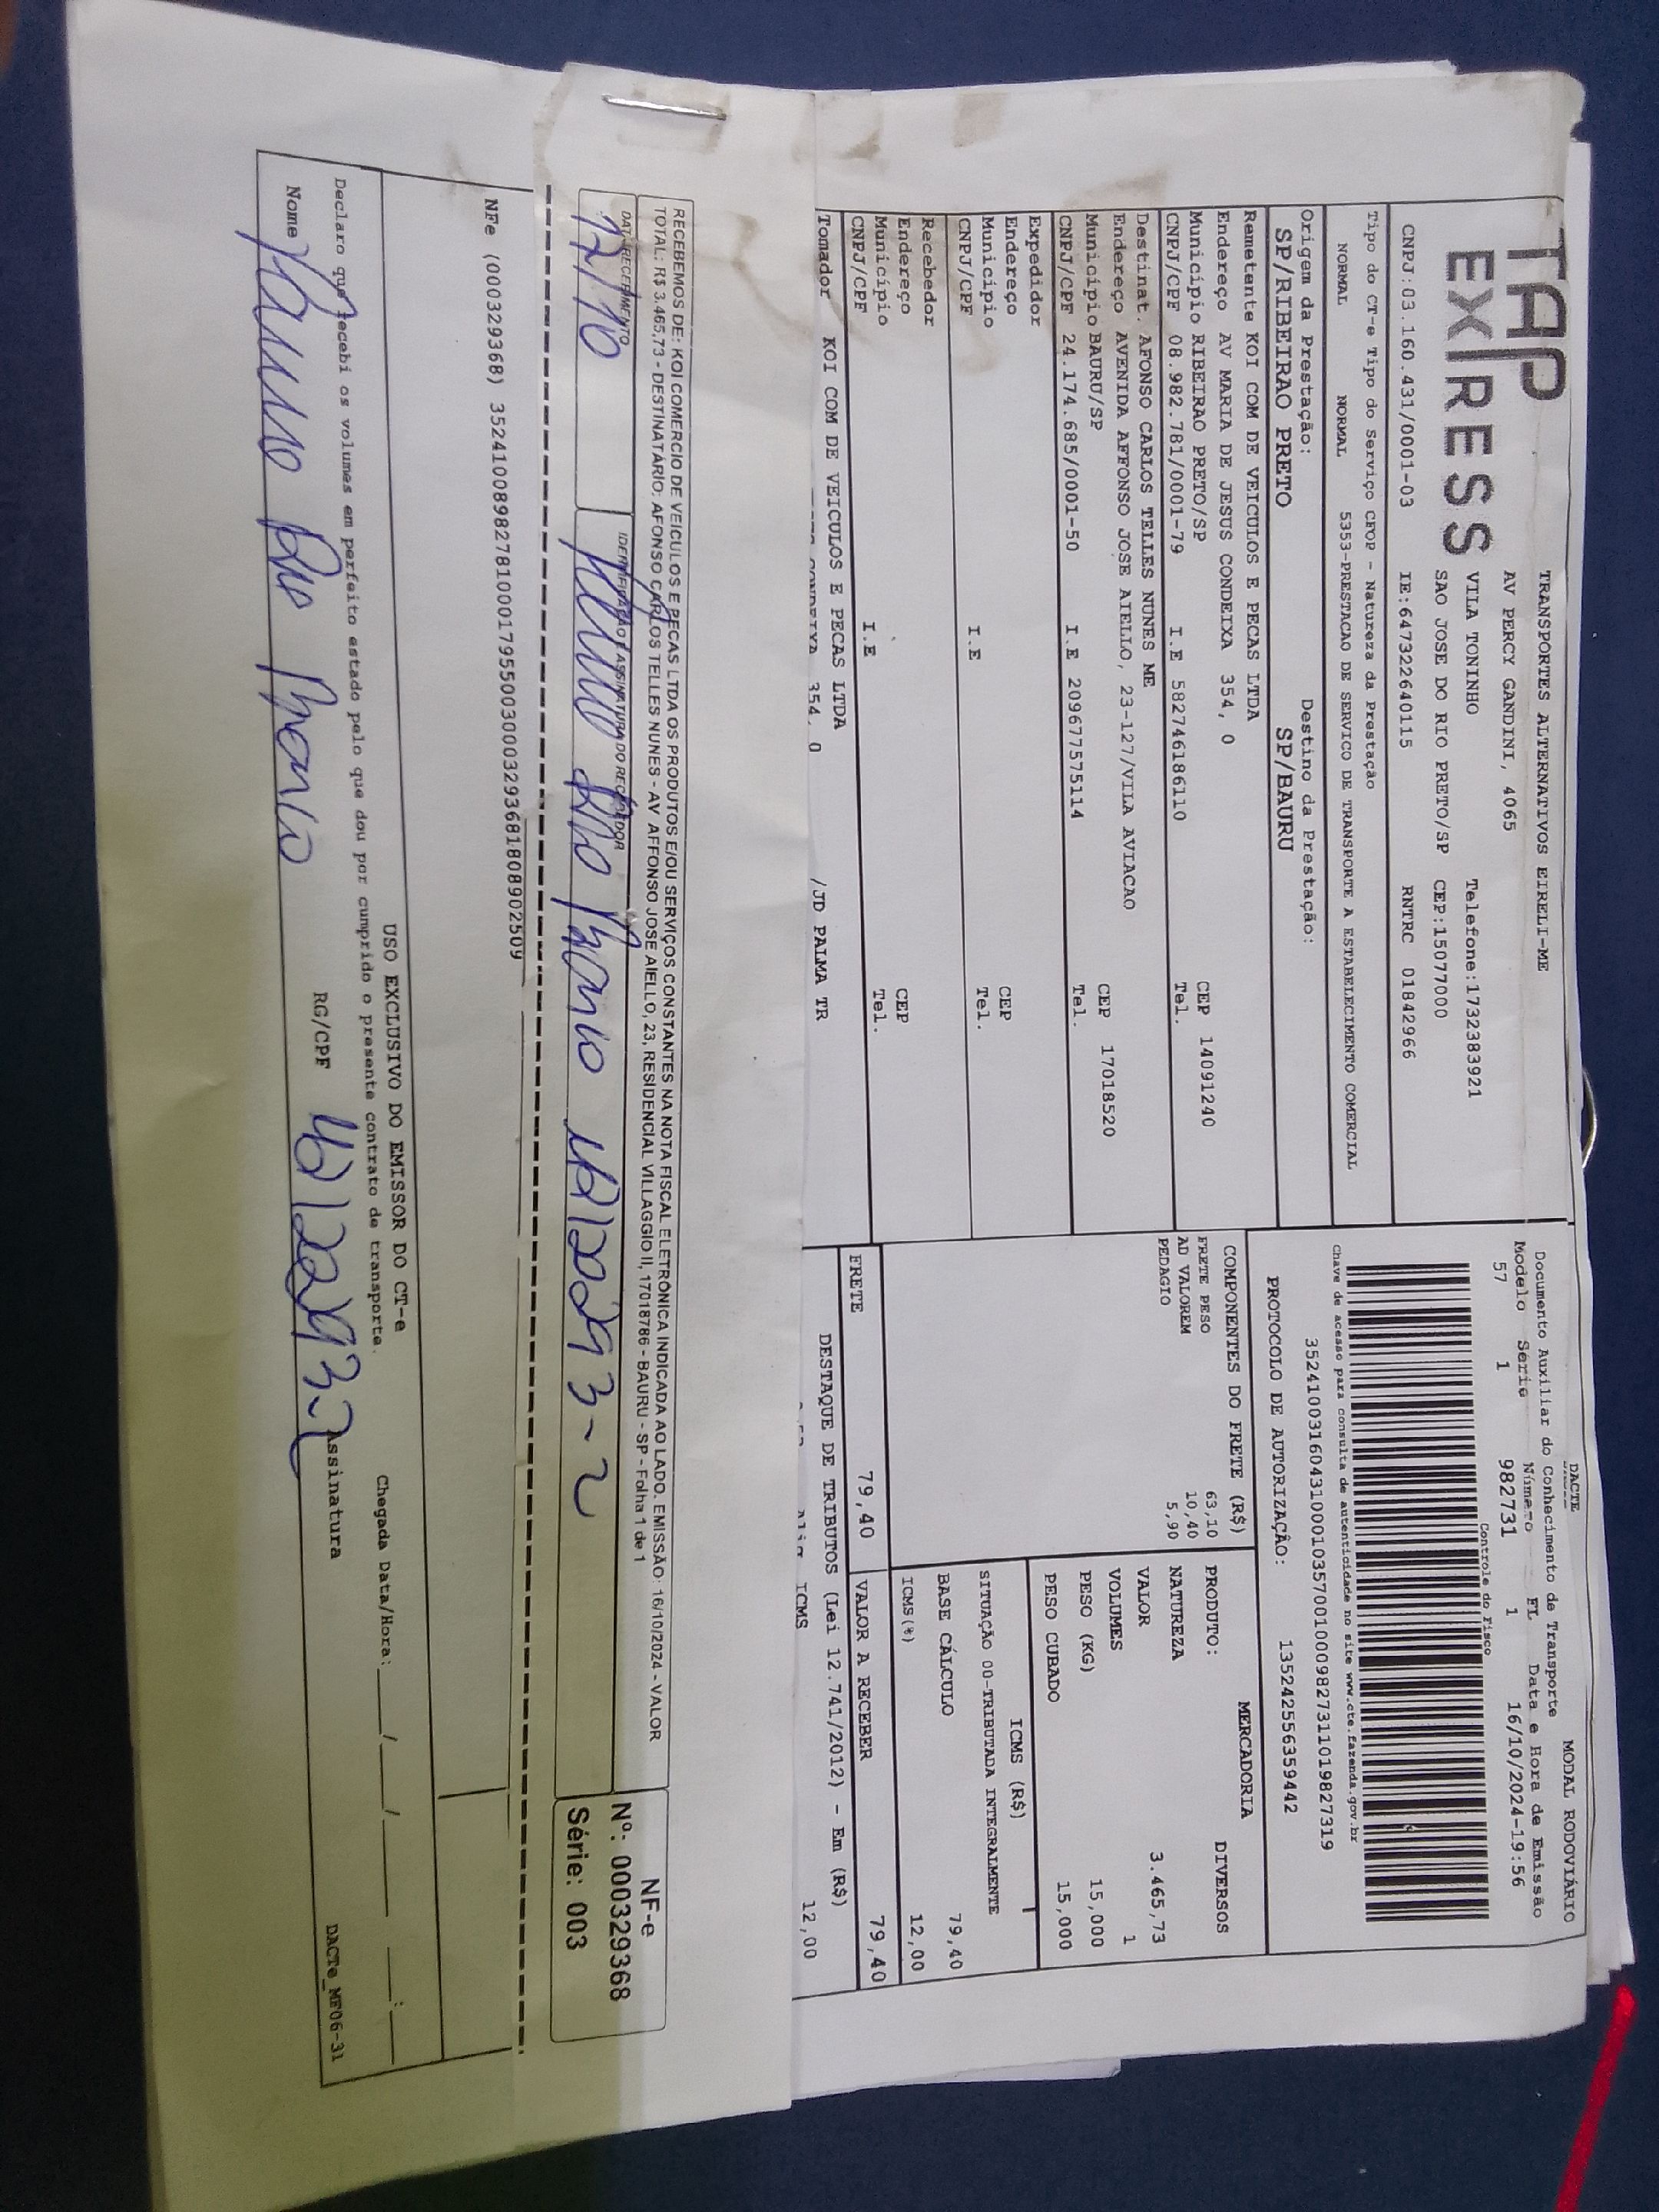 TAP
EXPRESS
TRANSPORTES ALTERNATIVOS EIRELI-ME
AV PERCY GANDINI, 4065
VILA TONINHO Telefone:1732383921
SAO JOSE DO RIO PRETO/SP CEP:15077000
CNPJ:03.160.431/0001-03 IE:647322640115 RNTRC 01842966
Tipo do CT-e Tipo do Serviço CFOP - Natureza da Prestação
NORMAL NORMAL 5353-PRESTACAO DE SERVICO DE TRANSPORTE A ESTABELECIMENTO COMERCIAL
Origem da Prestação: Destino da Prestação:
SP/RIBEIRAO PRETO SP/BAURU
DACTE MODAL RODOVIÁRIO
Documento Auxiliar do Conhecimento de Transporte
Modelo Série Número FL Data e Hora de Emissão
57 1 982731 1 16/10/2024-19:56
Controle do Fisco
Chave de acesso para consulta de autenticidade no site www.cte.fazenda.gov.br
35241003160431000103570010009827311019827319
PROTOCOLO DE AUTORIZAÇÃO: 135242556359442
Remetente KOI COM DE VEICULOS E PECAS LTDA
Endereço AV MARIA DE JESUS CONDEIXA 354, 0
Município RIBEIRAO PRETO/SP CEP 14091240
CNPJ/CPF 08.982.781/0001-79 I.E 582746186110 Tel.
Destinat. AFONSO CARLOS TELLES NUNES ME
Endereço AVENIDA AFFONSO JOSE AIELLO, 23-127/VILA AVIACAO
Município BAURU/SP CEP 17018520
CNPJ/CPF 24.174.685/0001-50 I.E 209677575114 Tel.
Expedidor
Endereço
Município CEP
CNPJ/CPF I.E Tel.
Recebedor
Endereço
Município CEP
CNPJ/CPF I.E Tel.
Tomador KOI COM DE VEICULOS E PECAS LTDA
CONDEIXA 354, 0 /JD PALMA TR
COMPONENTES DO FRETE (R$)
FRETE PESO 63,10
AD VALOREM 10,40
PEDAGIO 5,90
MERCADORIA
PRODUTO: DIVERSOS
NATUREZA
VALOR 3.465,73
VOLUMES 1
PESO (KG) 15,000
PESO CUBADO 15,000
ICMS (R$)
SITUAÇÃO 00-TRIBUTADA INTEGRALMENTE
BASE CÁLCULO 79,40
ICMS(%) 12,00
FRETE 79,40 VALOR A RECEBER 79,40
DESTAQUE DE TRIBUTOS (Lei 12.741/2012) - Em (R$)
ICMS 12,00
RECEBEMOS DE: KOI COMERCIO DE VEICULOS E PECAS LTDA OS PRODUTOS E/OU SERVIÇOS CONSTANTES NA NOTA FISCAL ELETRÔNICA INDICADA AO LADO. EMISSÃO: 16/10/2024 - VALOR
TOTAL: R$ 3.465,73 - DESTINATÁRIO: AFONSO CARLOS TELLES NUNES - AV AFFONSO JOSE AIELLO, 23, RESIDENCIAL VILLAGGIO II, 17018786 - BAURU - SP - Folha 1 de 1
DATA RECEBIMENTO IDENTIFICAÇÃO E ASSINATURA DO RECEBEDOR
NF-e
Nº: 000329368
Série: 003
NFe (000329368) 35241008982781000179550030003293681808902509
USO EXCLUSIVO DO EMISSOR DO CT-e
Chegada Data/Hora: / / :
Declaro que recebi os volumes em perfeito estado pelo que dou por cumprido o presente contrato de transporte.
Nome RG/CPF Assinatura
DACTe_MF06-31